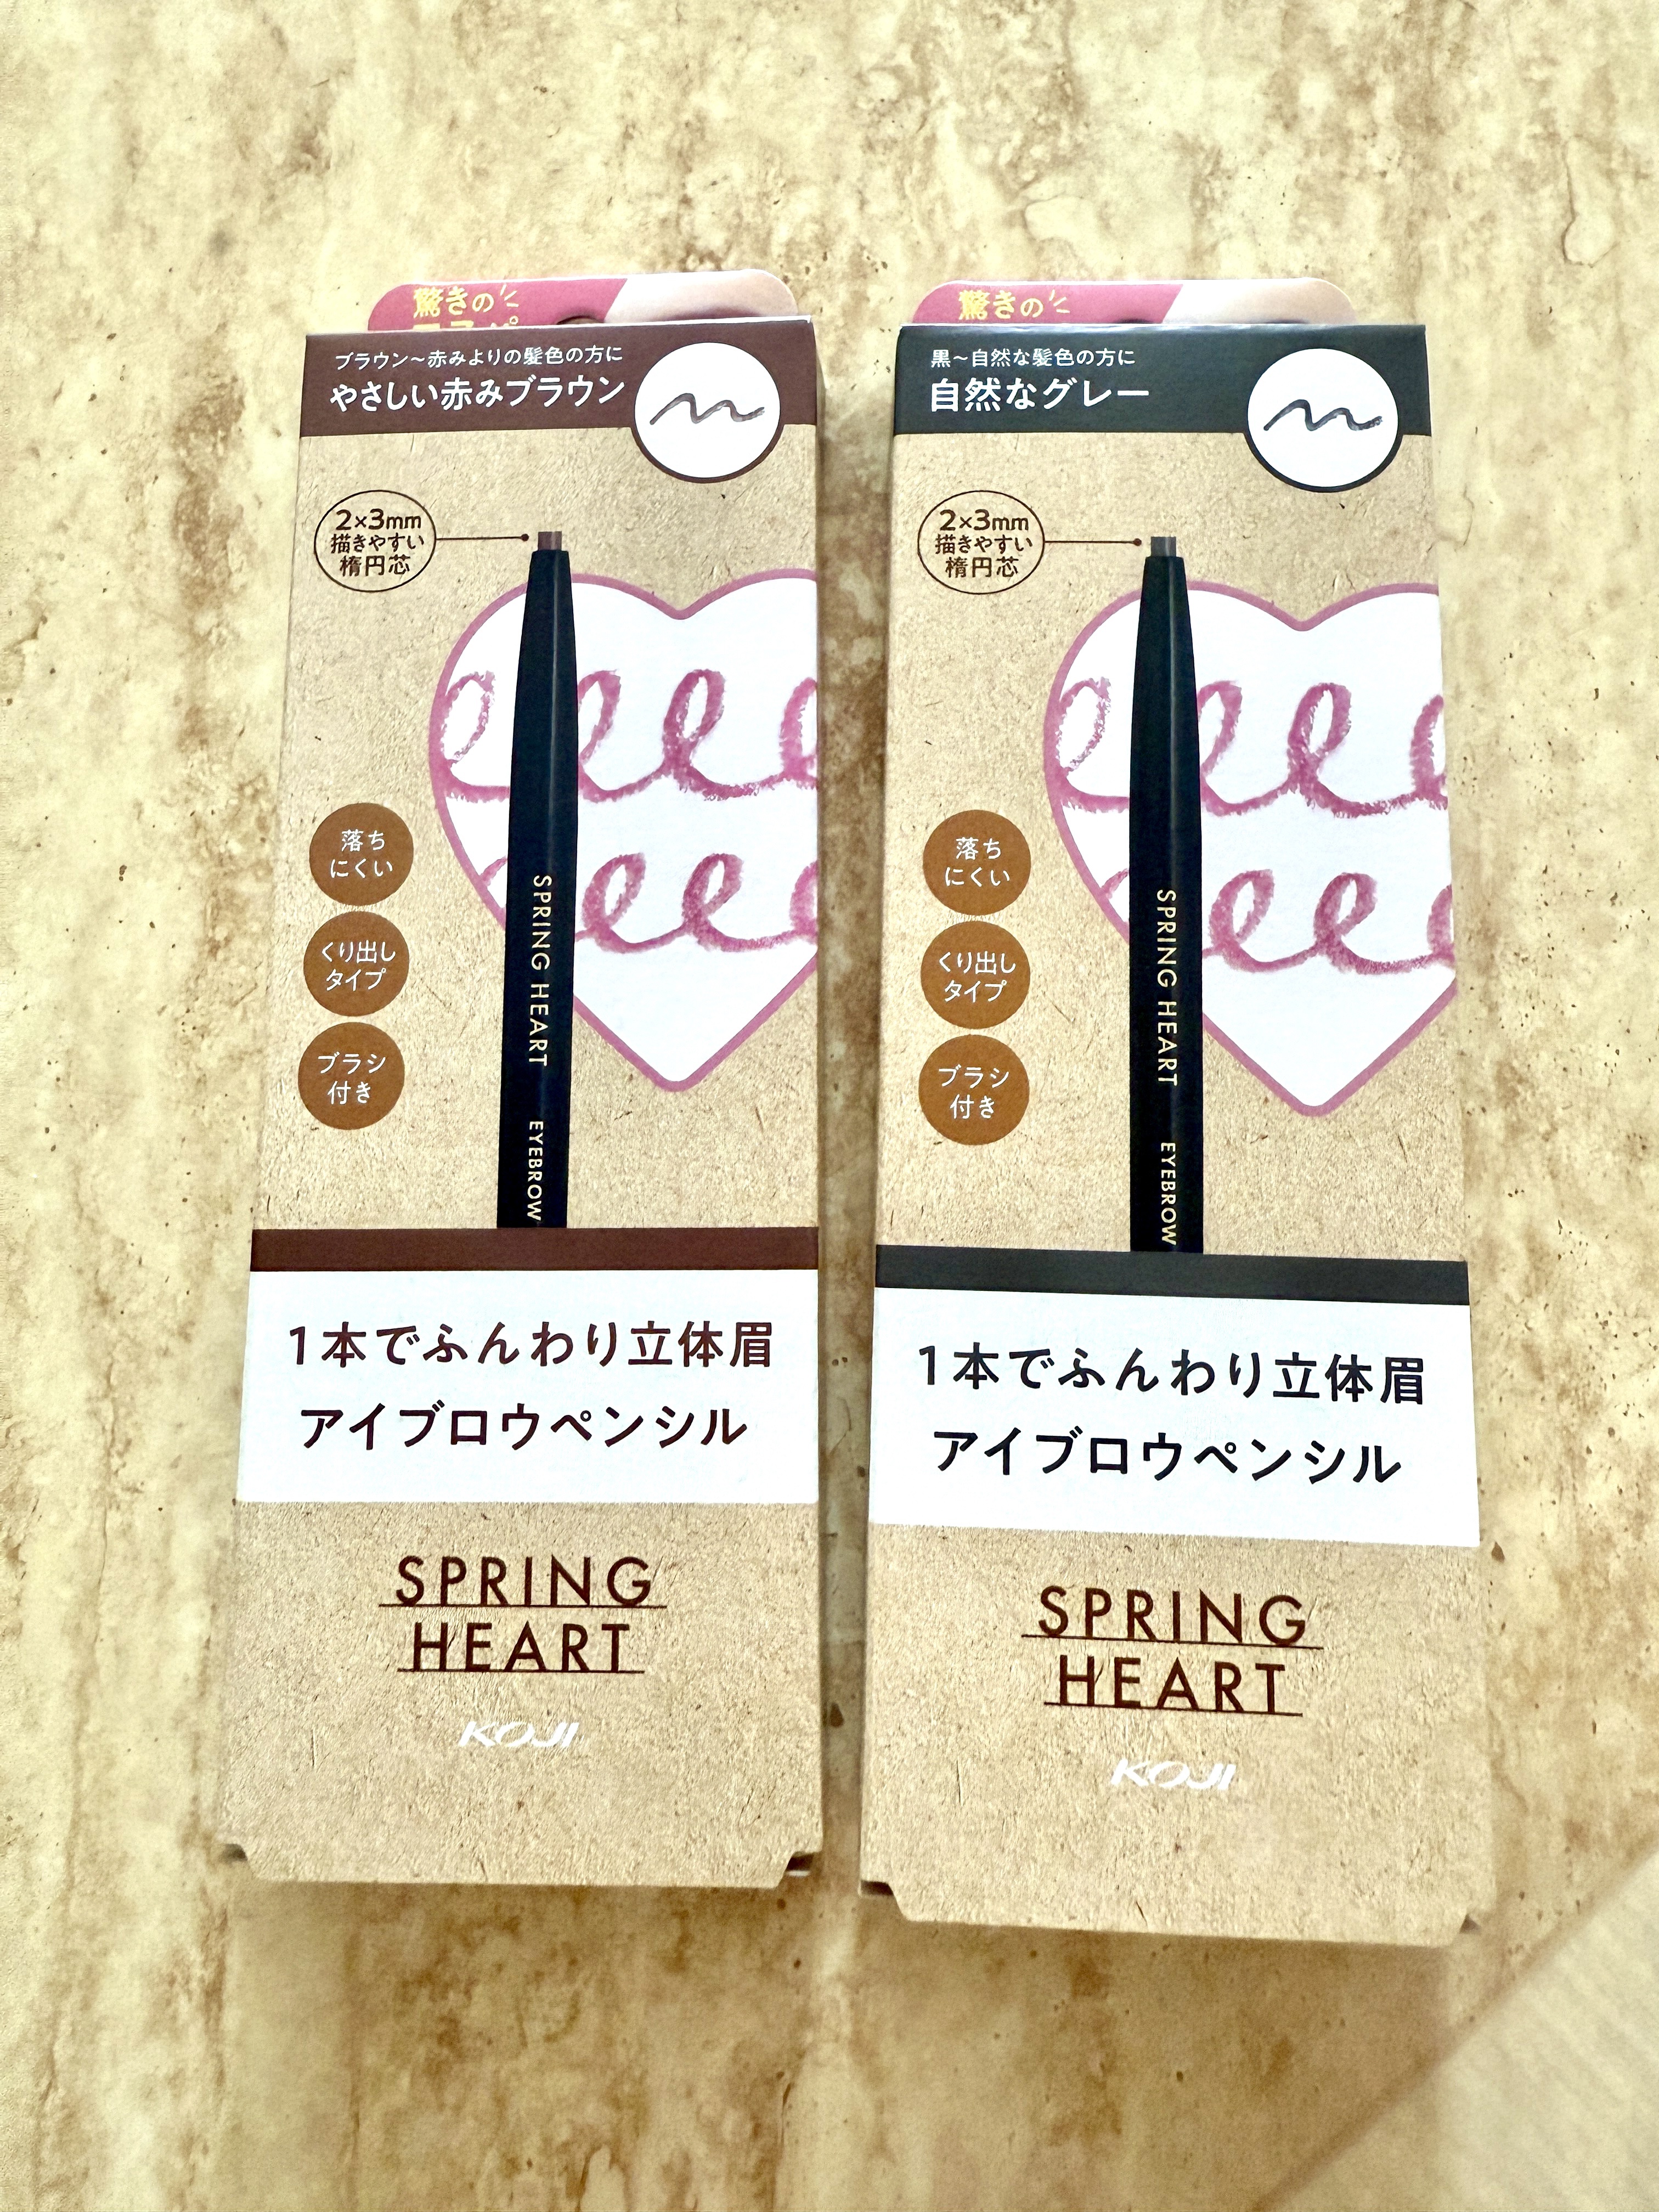 驚きの
コスパ
ブラウン～赤みよりの髪色の方に
やさしい赤みブラウン
2×3mm
描きやすい
楕円芯
落ち
にくい
くり出し
タイプ
ブラシ
付き
SPRING HEART EYEBROW
1本でふんわり立体眉
アイブロウペンシル
SPRING
HEART
KOJI
驚きの
黒～自然な髪色の方に
自然なグレー
2×3mm
描きやすい
楕円芯
落ち
にくい
くり出し
タイプ
ブラシ
付き
SPRING HEART EYEBROW
1本でふんわり立体眉
アイブロウペンシル
SPRING
HEART
KOJI